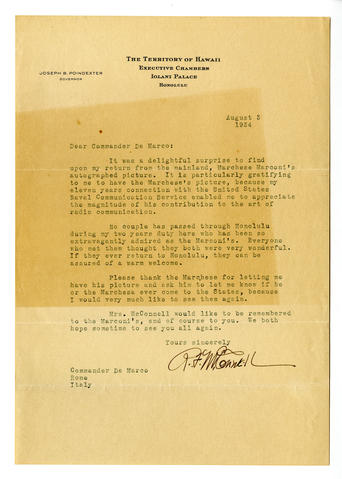 THE TERRITORY OF HAWAII
EXECUTIVE CHAMBERS
IOLANI PALACE
HONOLULU
JOSEPH B. POINDEXTER
GOVERNOR
August 3
1934
Dear Commander De Marco:
It was a delightful surprise to find
upon my return from the mainland, Marchese Marconi's
autographed picture. It is particularly gratifying
to me to have the Marchese's picture, because my
eleven years connection with the United States
Naval Communication Service enabled me to appreciate
the magnitude of his contribution to the art of
radio communication.
No couple has passed through Honolulu
during my two years duty here who has been so
extravagantly admired as the Marconi's. Everyone
who met them thought they both were very wonderful.
If they ever return to Honolulu, they can be
assured of a warm welcome.
Please thank the Marchese for letting me
have his picture and ask him to let me know if he
or the Marchesa ever come to the States, because
I would very much like to see them again.
Mrs. McConnell would like to be remembered
to the Marconi's, and of course to you. We both
hope sometime to see you all again.
Yours sincerely
R.F. McConnell
Commander De Marco
Rome
Italy